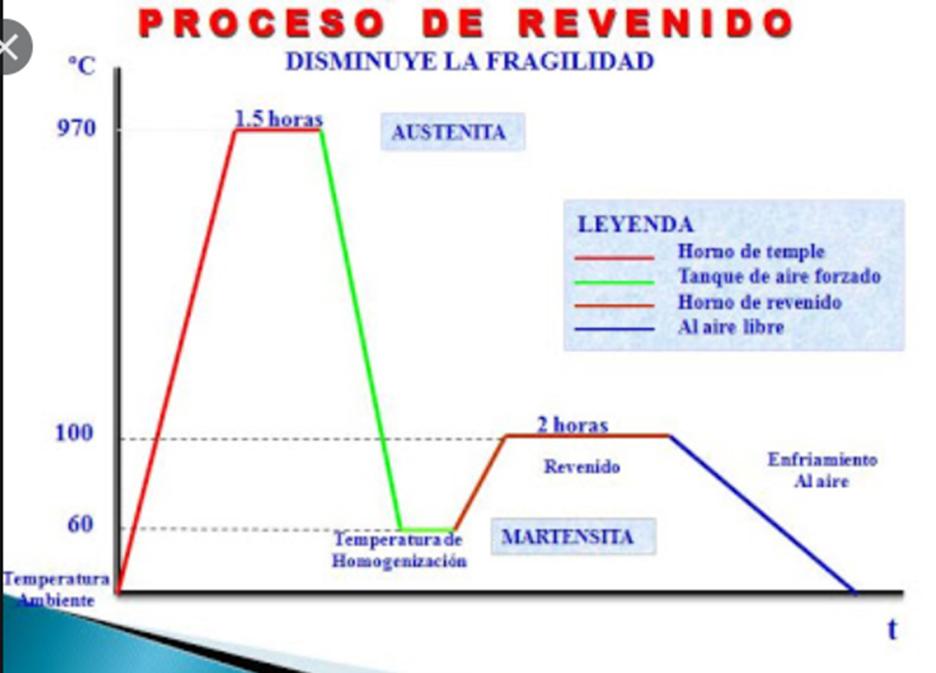 PROCESO DE REVENIDO
DISMINUYE LA FRAGILIDAD
°C
1.5 horas
970
AUSTENITA
LEYENDA
Horno de temple
Tanque de aire forzado
Horno de revenido
Al aire libre
100
2 horas
Revenido
Enfriamiento
Al aire
60
Temperatura de
Homogenización
MARTENSITA
Temperatura
Ambiente
t